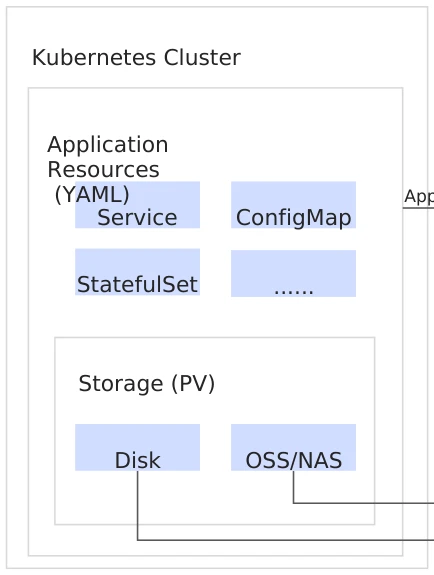 Kubernetes Cluster
Application
Resources
(YAML)
Service
ConfigMap
App
StatefulSet
......
Storage (PV)
Disk
OSS/NAS